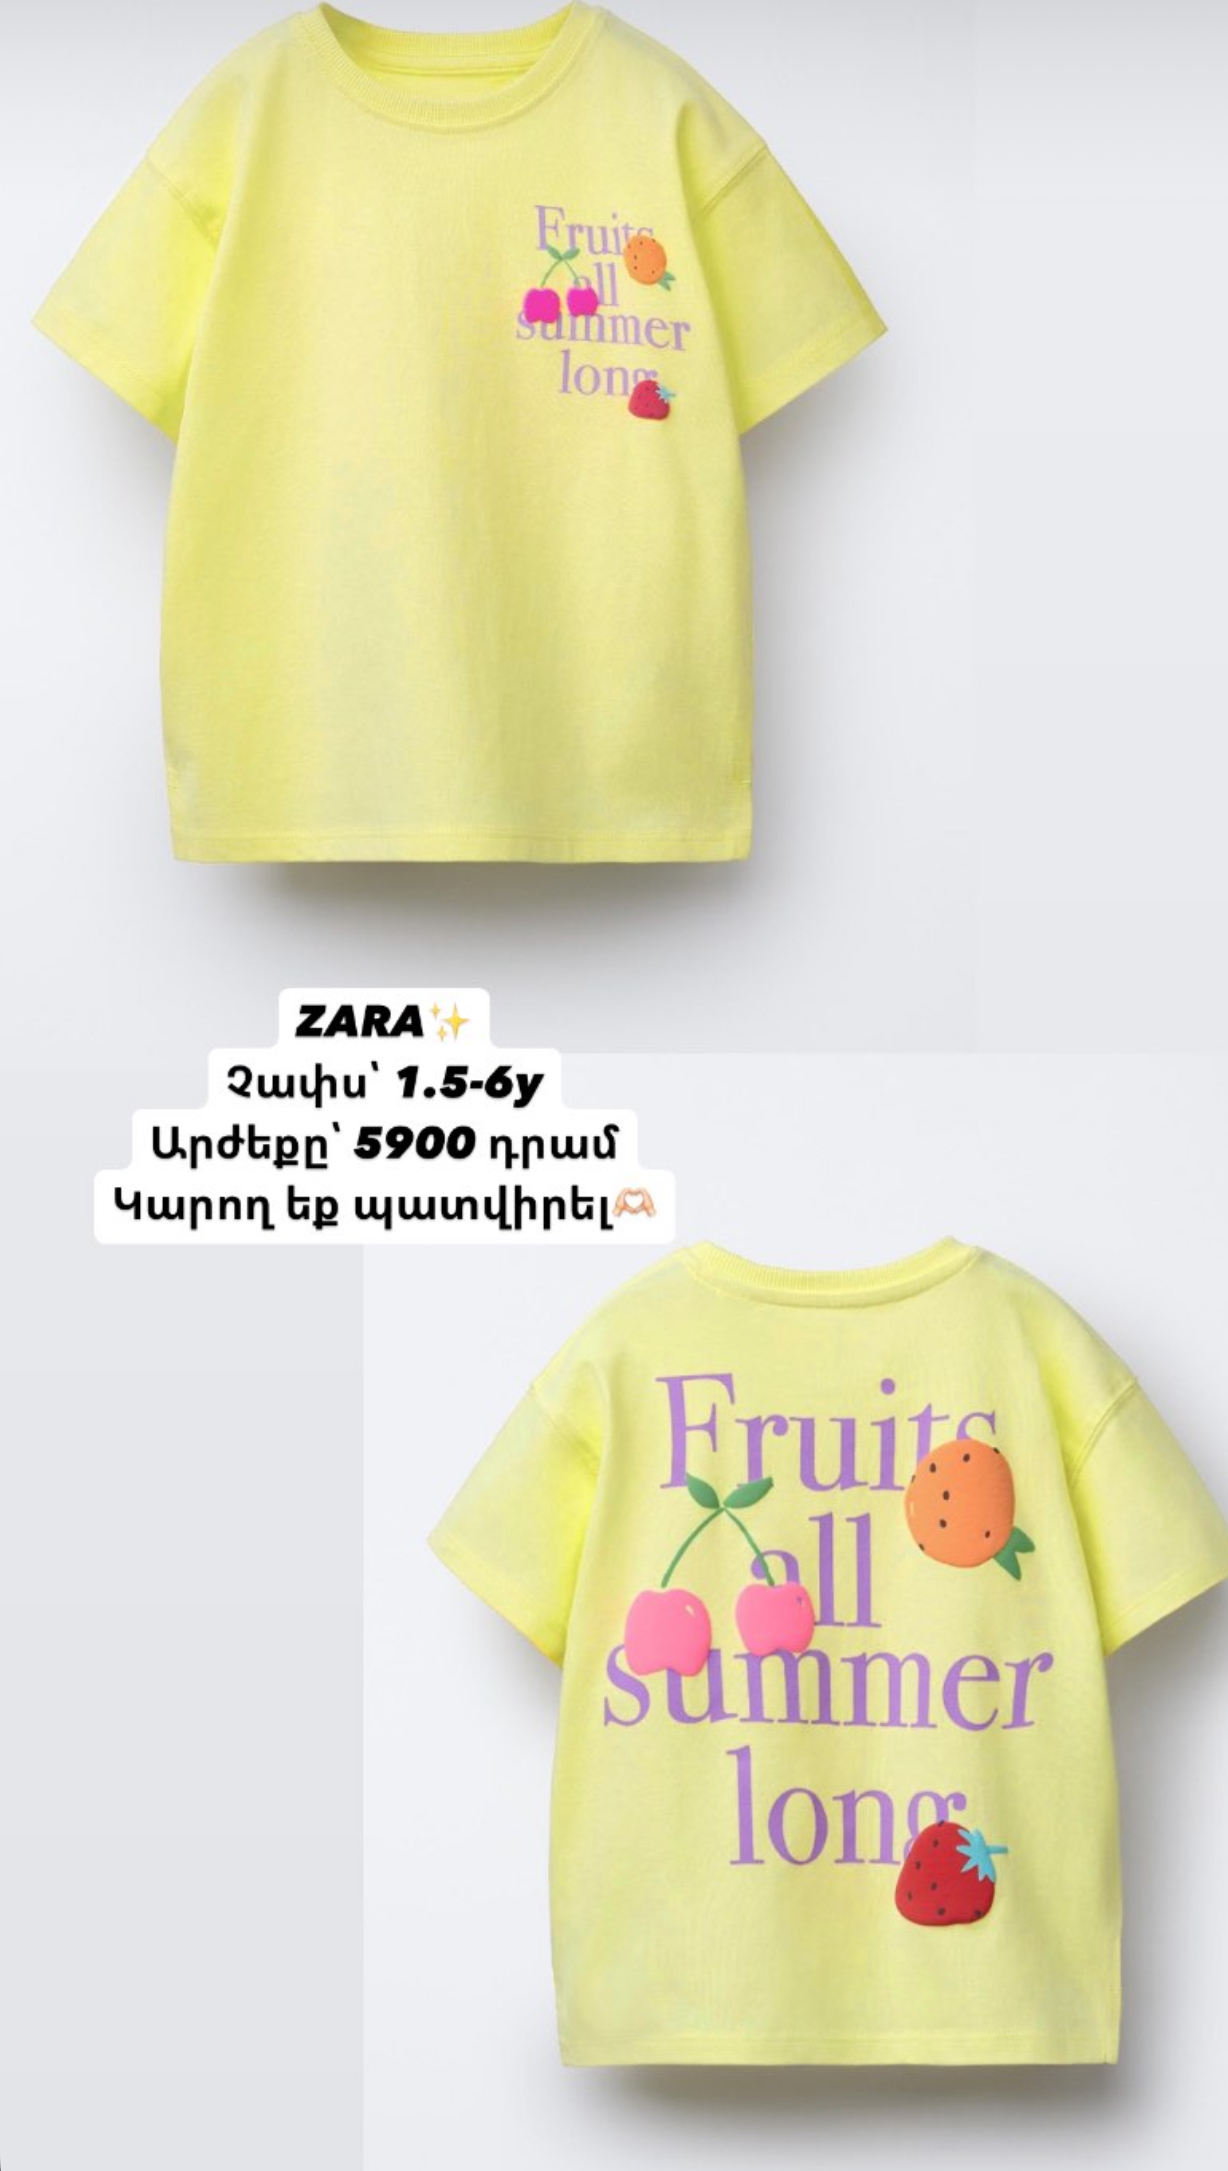 Fruits
all
summer
long
ZARA✨
Չափս՝ 1.5-6y
Արժեքը՝ 5900 դրամ
Կարող եք պատվիրել🫶🏻
Fruits
all
summer
long